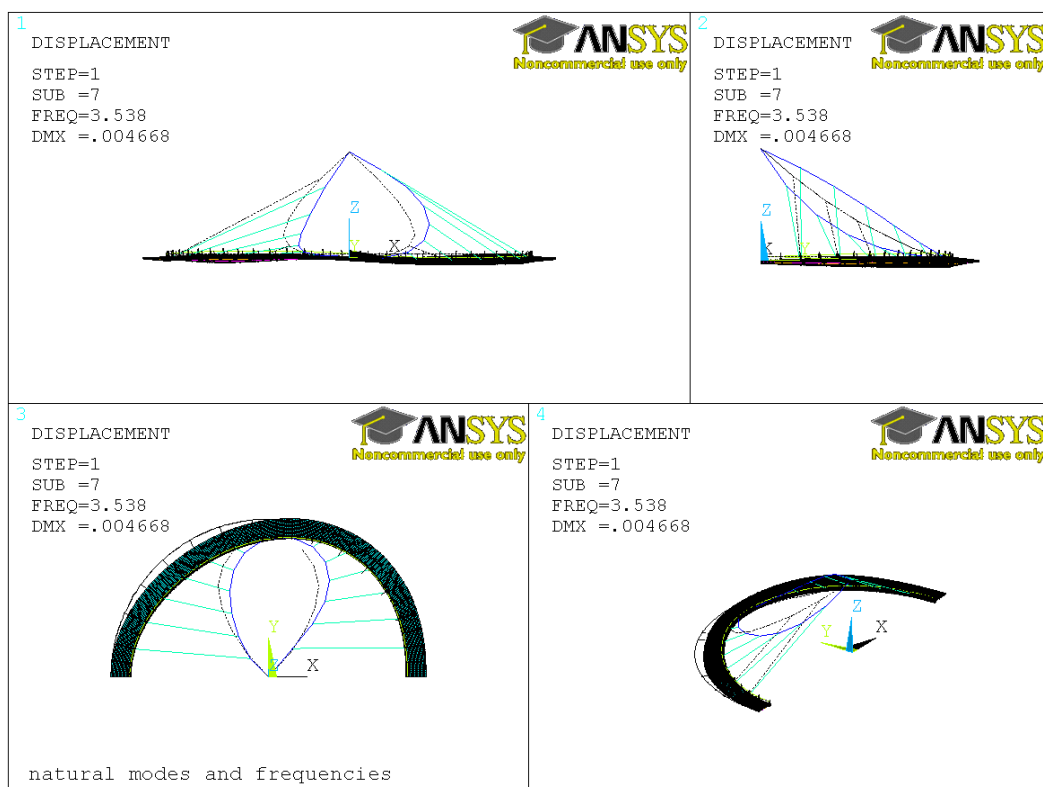 1
DISPLACEMENT
STEP=1
SUB =7
FREQ=3.538
DMX =.004668
ANSYS
Noncommercial use only
Z
Y
X
2
DISPLACEMENT
STEP=1
SUB =7
FREQ=3.538
DMX =.004668
ANSYS
Noncommercial use only
Z
X
Y
3
DISPLACEMENT
STEP=1
SUB =7
FREQ=3.538
DMX =.004668
ANSYS
Noncommercial use only
Y
Z
X
natural modes and frequencies
4
DISPLACEMENT
STEP=1
SUB =7
FREQ=3.538
DMX =.004668
ANSYS
Noncommercial use only
Z
X
Y